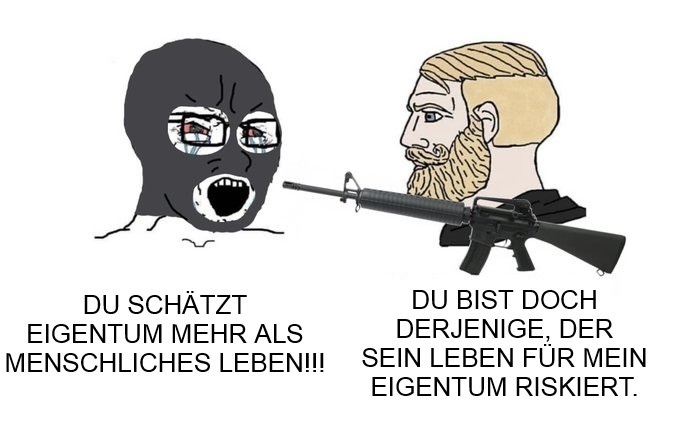 DU SCHÄTZT
EIGENTUM MEHR ALS
MENSCHLICHES LEBEN!!!
DU BIST DOCH
DERJENIGE, DER
SEIN LEBEN FÜR MEIN
EIGENTUM RISKIERT.